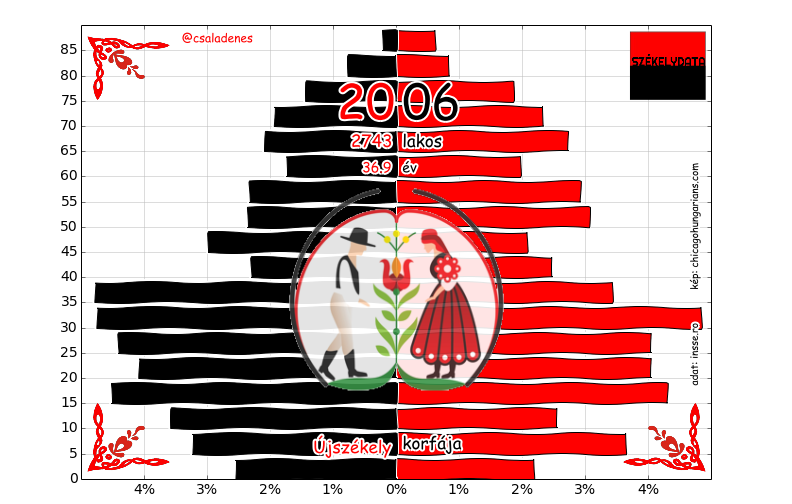 @csaladenes
SZÉKELYDATA
2006
2743 lakos
36.9 év
kép: chicagohungarians.com
adat: insse.ro
Újszékely korfája
85
80
75
70
65
60
55
50
45
40
35
30
25
20
15
10
5
0
4% 3% 2% 1% 0% 1% 2% 3% 4%